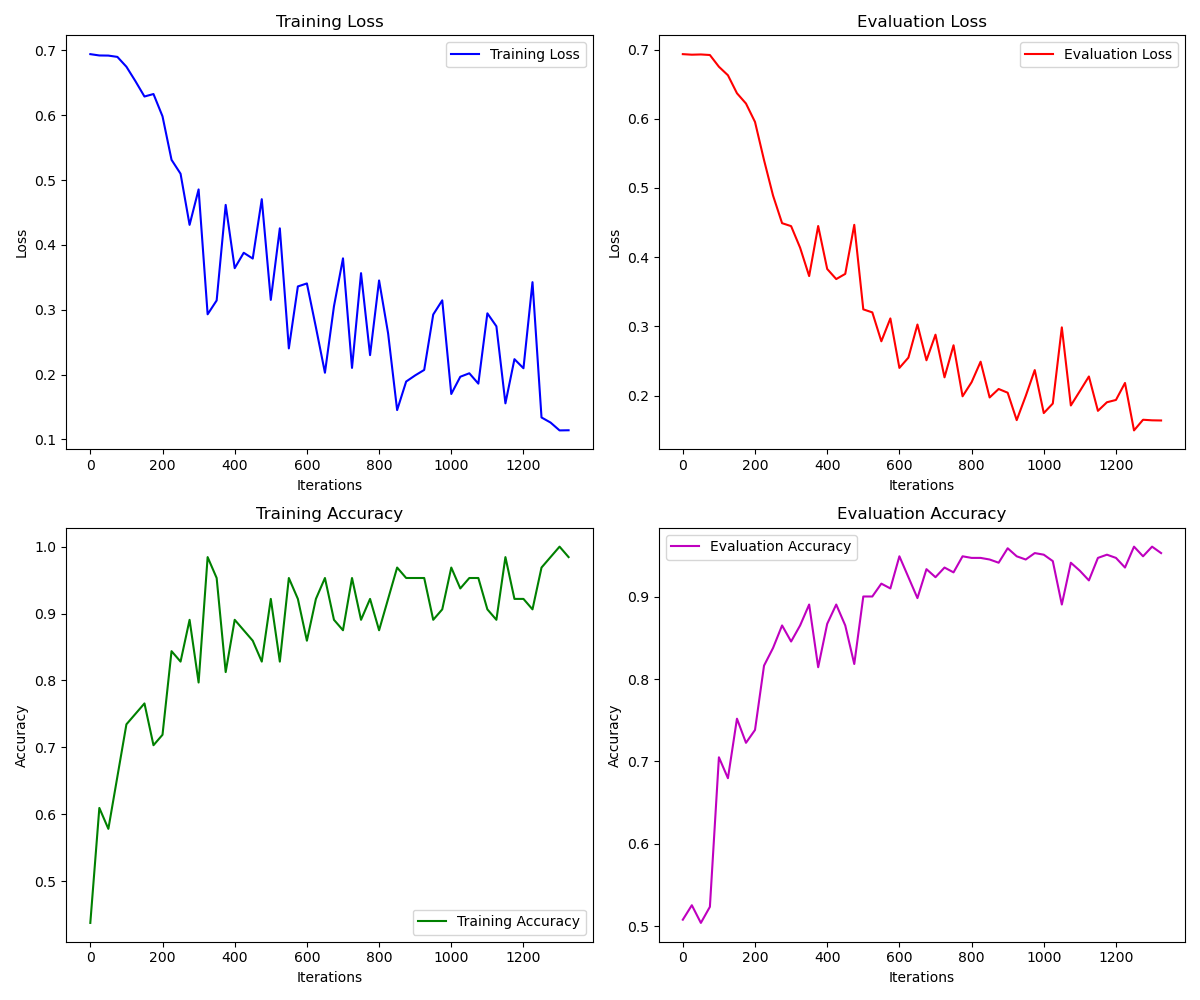 Training Loss
Training Loss
Loss
0.7
0.6
0.5
0.4
0.3
0.2
0.1
0 200 400 600 800 1000 1200
Iterations
Evaluation Loss
Evaluation Loss
Loss
0.7
0.6
0.5
0.4
0.3
0.2
0 200 400 600 800 1000 1200
Iterations
Training Accuracy
Accuracy
1.0
0.9
0.8
0.7
0.6
0.5
Training Accuracy
0 200 400 600 800 1000 1200
Iterations
Evaluation Accuracy
Evaluation Accuracy
Accuracy
0.9
0.8
0.7
0.6
0.5
0 200 400 600 800 1000 1200
Iterations